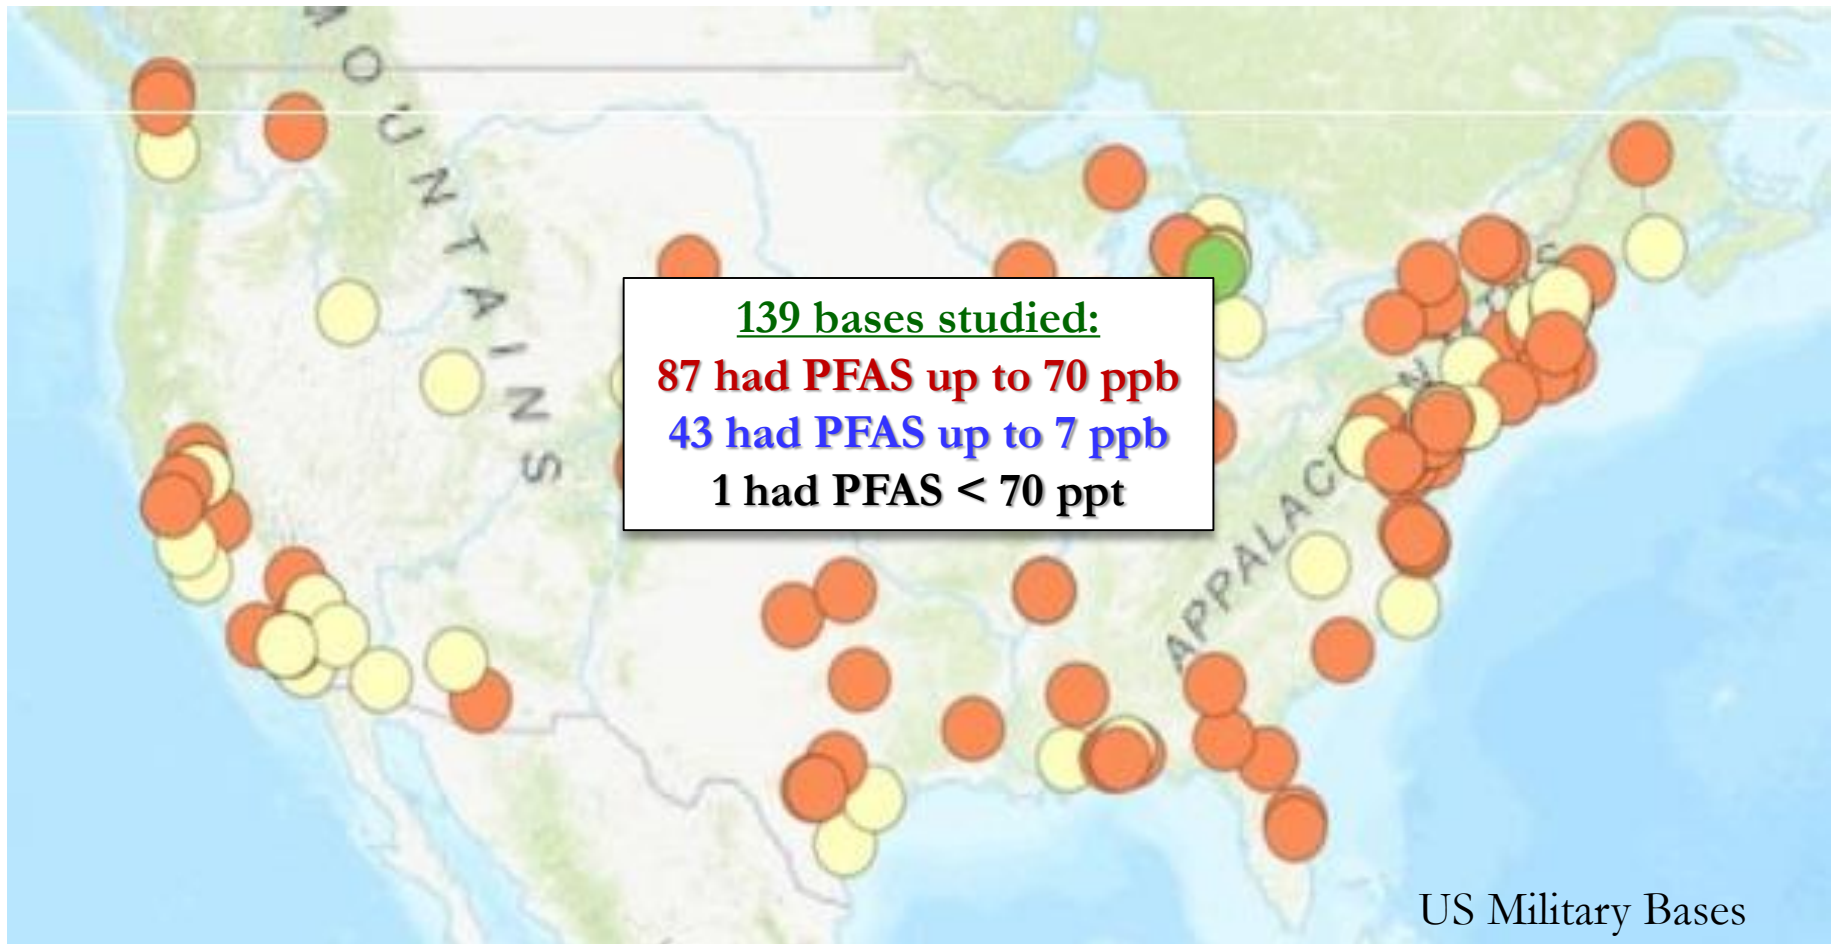 MOUNTAINS
139 bases studied:
87 had PFAS up to 70 ppb
43 had PFAS up to 7 ppb
1 had PFAS < 70 ppt
APPALAC
US Military Bases